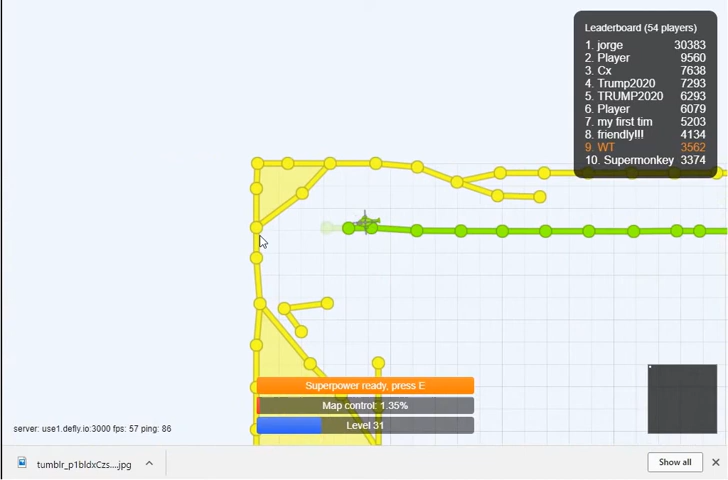 Leaderboard (54 players)
1. jorge 30383
2. Player 9560
3. Cx 7638
4. Trump2020 7293
5. TRUMP2020 6293
6. Player 6079
7. my first tim 5203
8. friendly!!! 4134
9. WT 3562
10. Supermonkey 3374
Superpower ready, press E
Map control: 1.35%
Level 31
server: use1.defly.io:3000 fps: 57 ping: 86
tumblr_p1bldxCzs....jpg
Show all